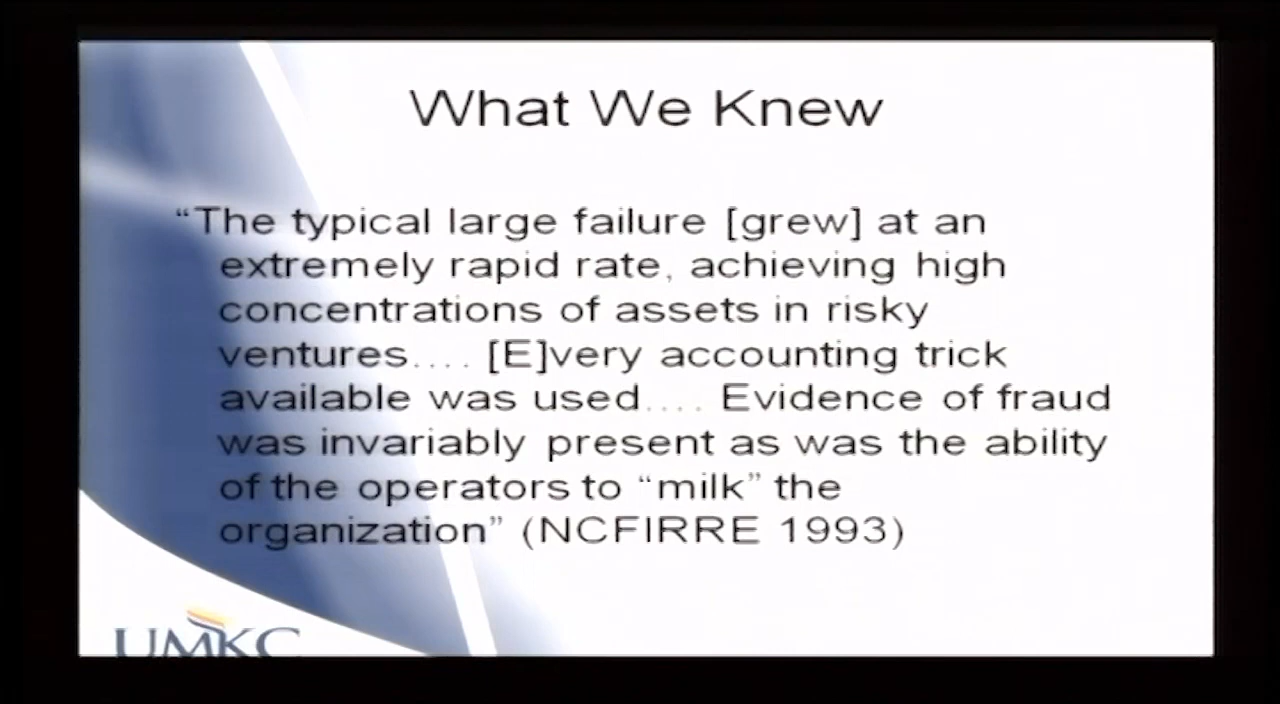 What We Knew
“The typical large failure [grew] at an
extremely rapid rate, achieving high
concentrations of assets in risky
ventures.... [E]very accounting trick
available was used.... Evidence of fraud
was invariably present as was the ability
of the operators to “milk” the
organization” (NCFIRRE 1993)
UMKC